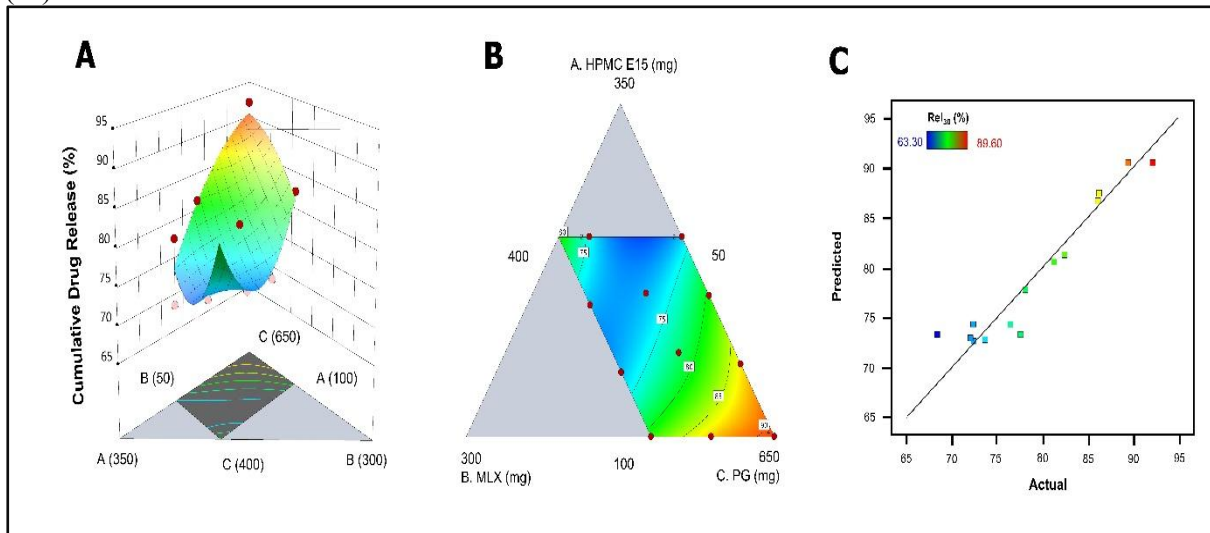 A
Cumulative Drug Release (%)
95
90
85
80
75
70
65
C (650)
B (50)
A (100)
A (350)
C (400)
B (300)
B
A. HPMC E15 (mg)
350
400
50
75
75
80
85
90
300
100
650
B. MLX (mg)
C. PG (mg)
C
Rel30 (%)
63.30
89.60
Predicted
95
90
85
80
75
70
65
65
70
75
80
85
90
95
Actual